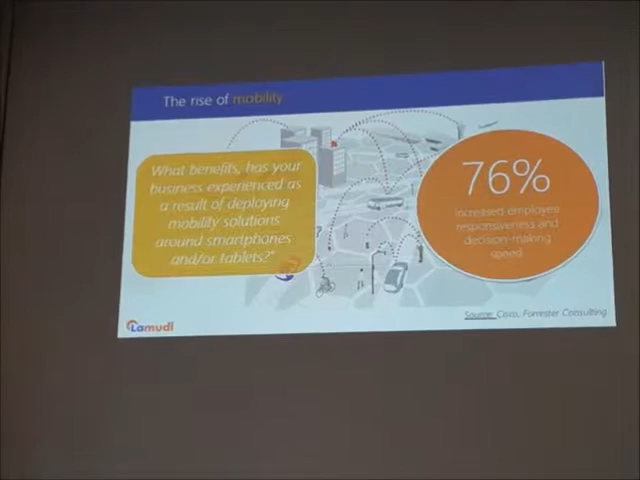 The rise of mobility
What benefits, has your
business experienced as
a result of deploying
mobility solutions
around smartphones
and/or tablets?"
76%
Increased employee
responsiveness and
decision-making
speed
Lamudi
Source: Cisco, Forrester Consulting